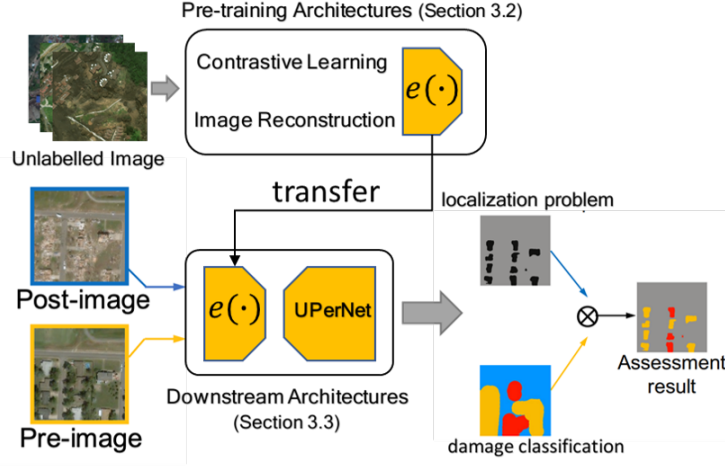 Pre-training Architectures (Section 3.2)
Contrastive Learning
e(·)
Image Reconstruction
Unlabelled Image
transfer
localization problem
Post-image
e(·)
UPerNet
Pre-image
Downstream Architectures
(Section 3.3)
Assessment
result
damage classification